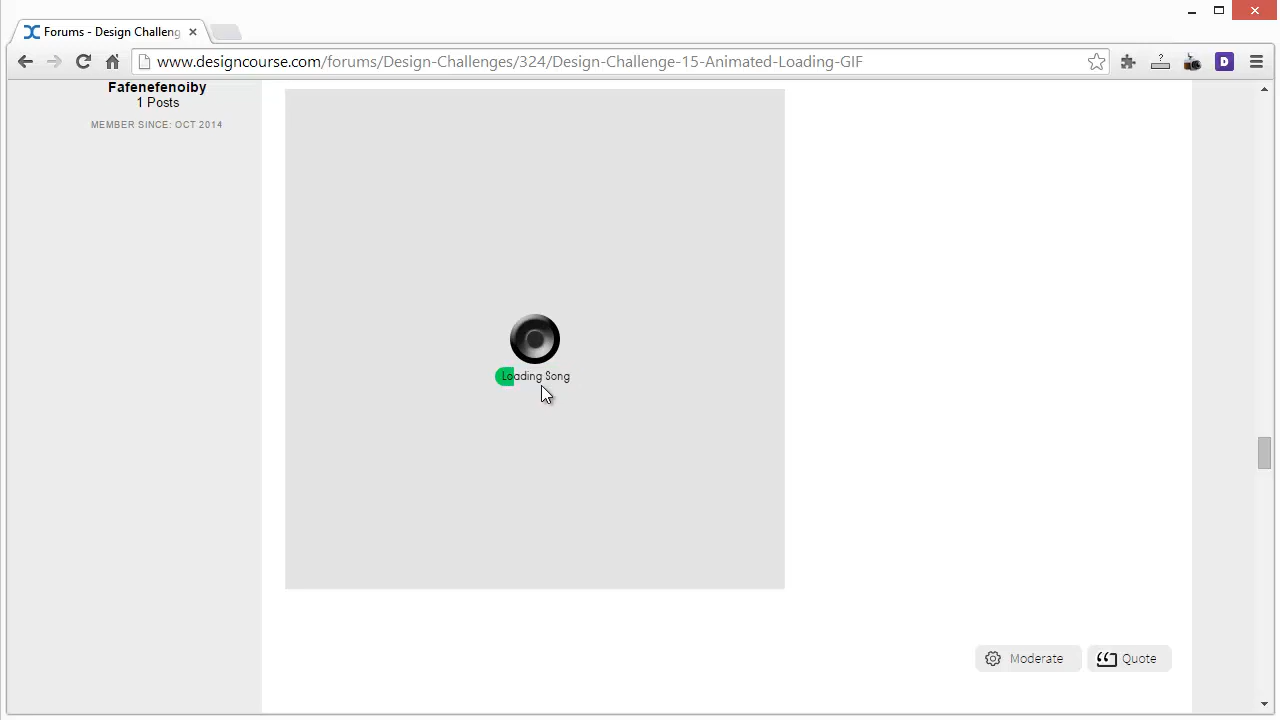 Forums - Design Challeng
www.designcourse.com/forums/Design-Challenges/324/Design-Challenge-15-Animated-Loading-GIF
D
Fafenefenoiby
1 Posts
MEMBER SINCE: OCT 2014
Loading Song
Moderate
Quote